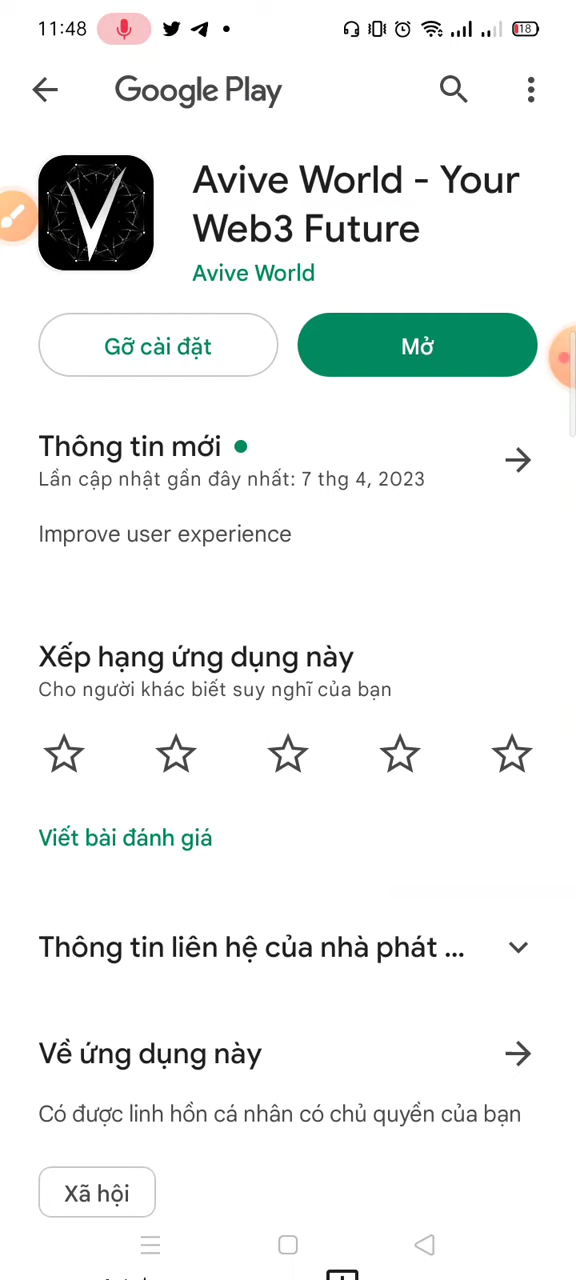 11:48
18
Google Play
Avive World - Your
Web3 Future
Avive World
Gỡ cài đặt
Mở
Thông tin mới
Lần cập nhật gần đây nhất: 7 thg 4, 2023
Improve user experience
Xếp hạng ứng dụng này
Cho người khác biết suy nghĩ của bạn
Viết bài đánh giá
Thông tin liên hệ của nhà phát ...
Về ứng dụng này
Có được linh hồn cá nhân có chủ quyền của bạn
Xã hội